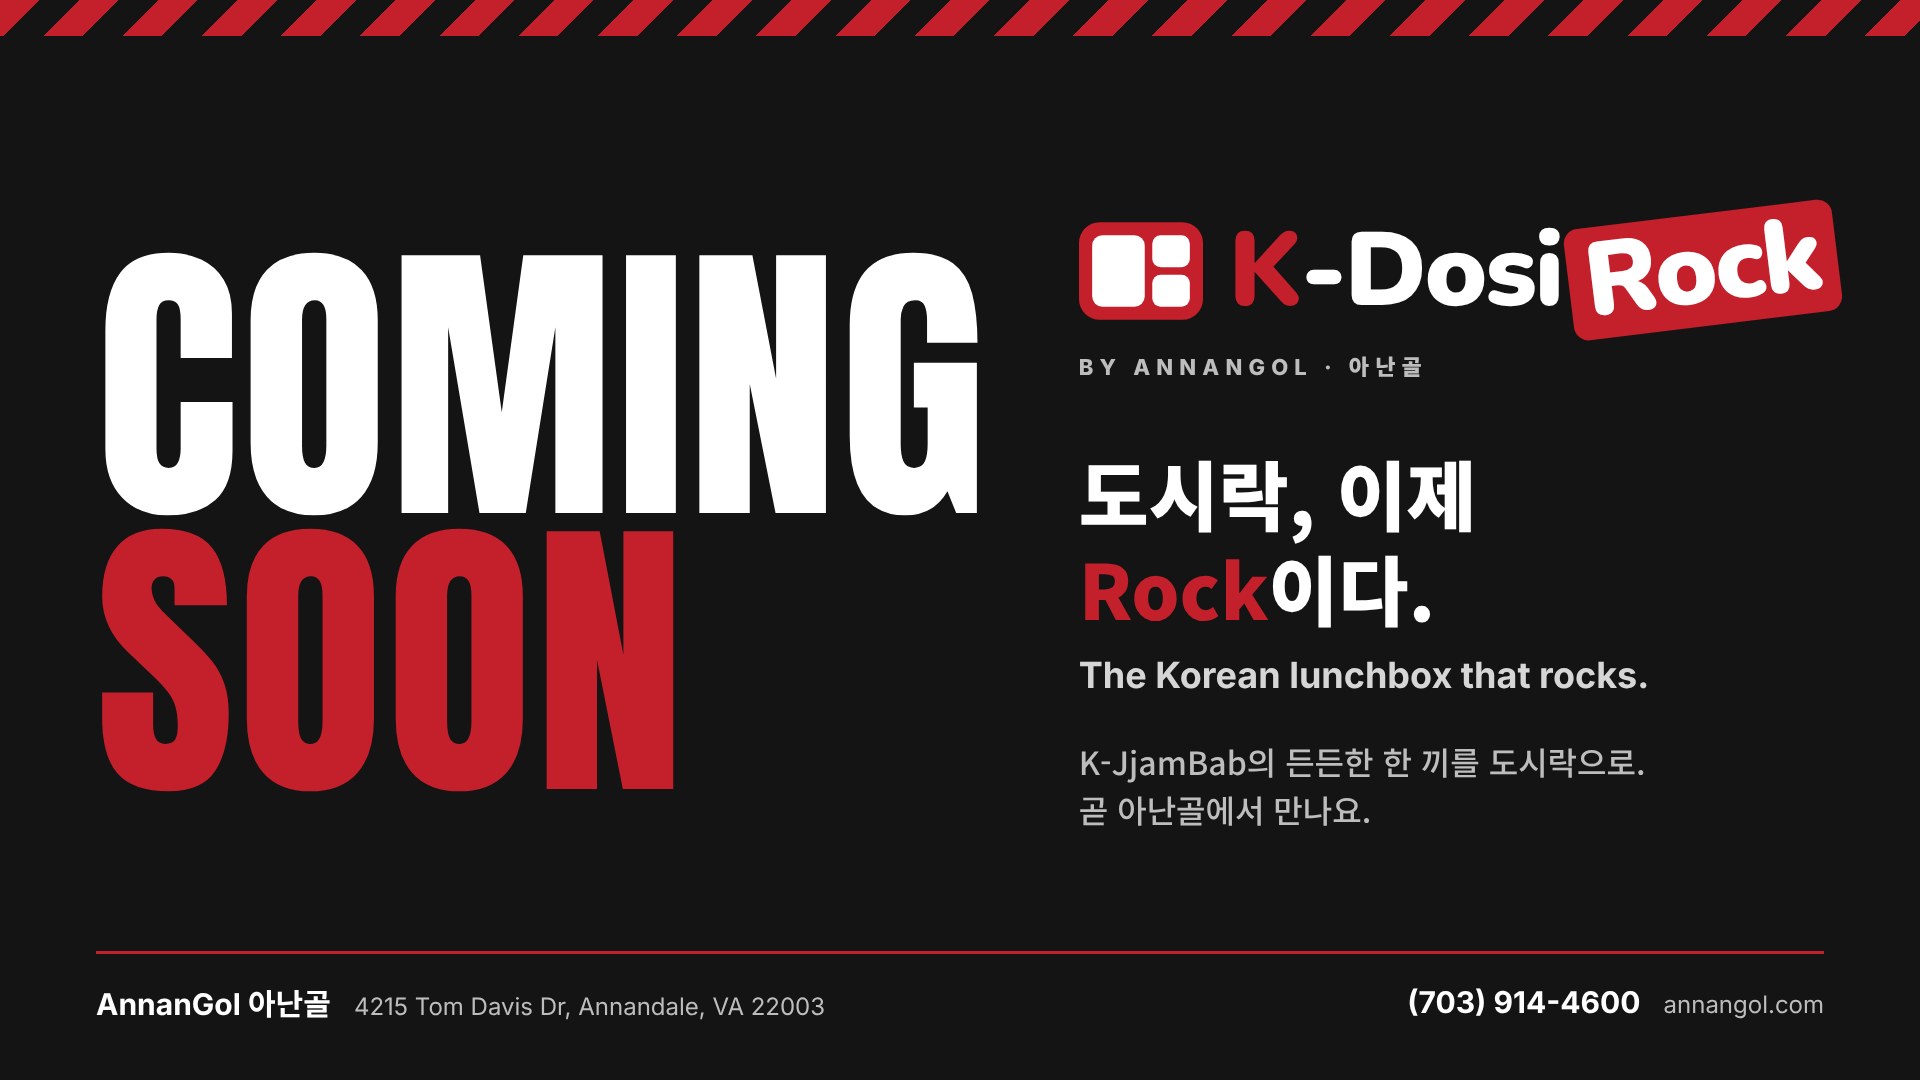 COMING
SOON
K-DosiRock
BY ANNANGOL · 아난골
도시락, 이제
Rock이다.
The Korean lunchbox that rocks.
K-JjamBab의 든든한 한 끼를 도시락으로.
곧 아난골에서 만나요.
AnnanGol 아난골 4215 Tom Davis Dr, Annandale, VA 22003
(703) 914-4600 annangol.com